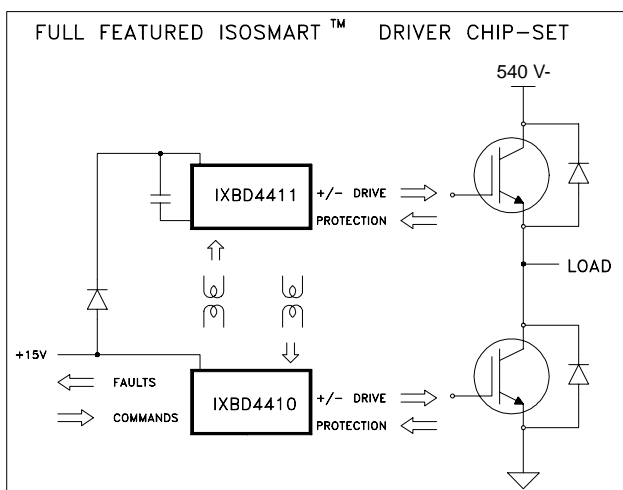 FULL FEATURED ISOSMART™ DRIVER CHIP-SET
540 V-
IXBD4411
+/- DRIVE
PROTECTION
LOAD
+15V
FAULTS
COMMANDS
IXBD4410
+/- DRIVE
PROTECTION